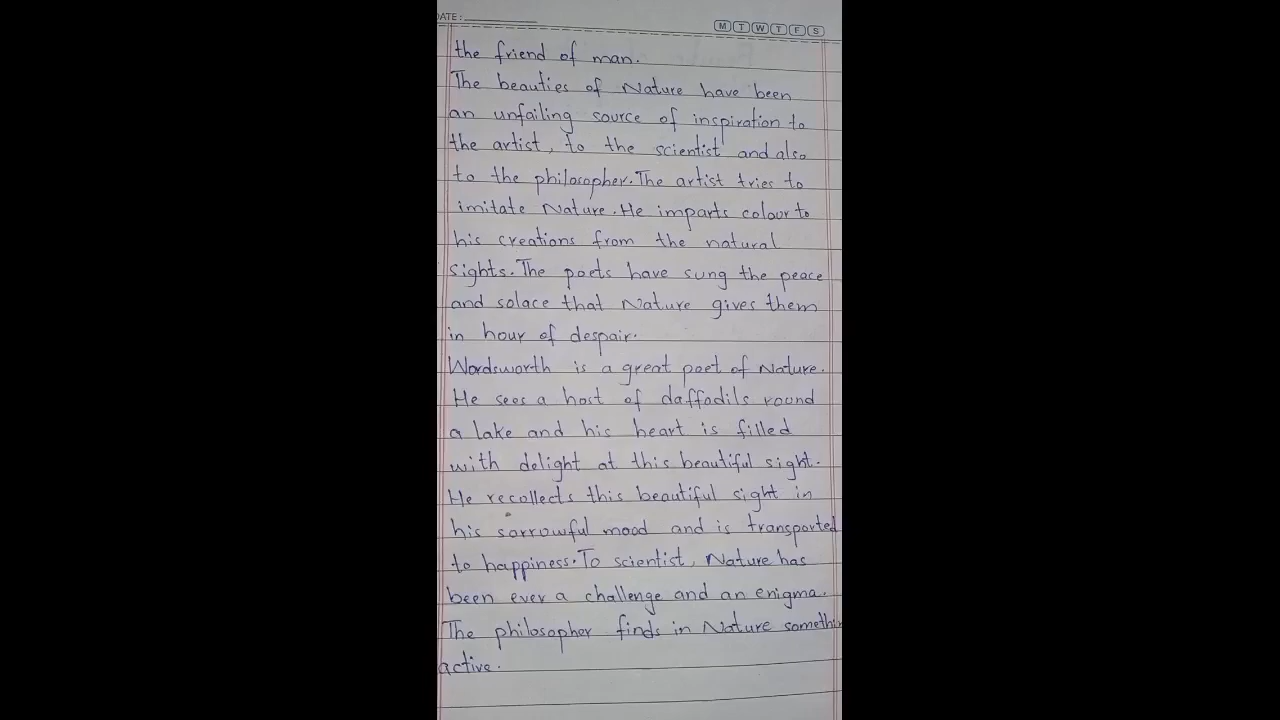 DATE:
M T W T F S
the friend of man.
The beauties of Nature have been
an unfailing source of inspiration to
the artist, to the scientist and also
to the philosopher. The artist tries to
imitate Nature. He imparts colour to
his creations from the natural
sights. The poets have sung the peace
and solace that Nature gives them
in hour of despair.
Wordsworth is a great poet of Nature.
He sees a host of daffodils round
a lake and his heart is filled
with delight at this beautiful sight.
He recollects this beautiful sight in
his sorrowful mood and is transported
to happiness. To scientist, Nature has
been ever a challenge and an enigma.
The philosopher finds in Nature somethin
active.